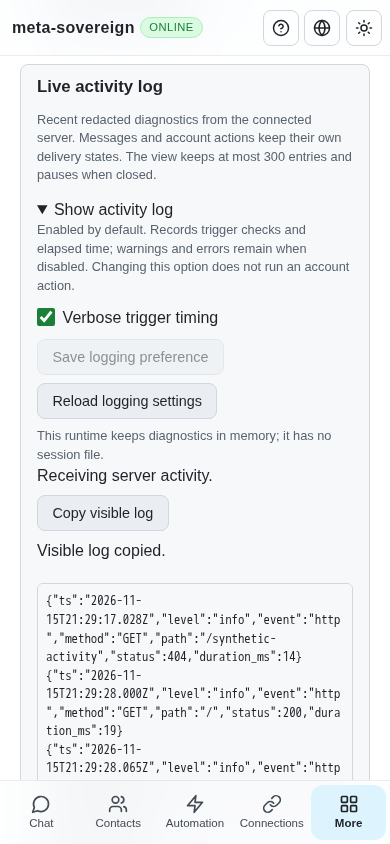 meta-sovereign ONLINE
Live activity log
Recent redacted diagnostics from the connected
server. Messages and account actions keep their own
delivery states. The view keeps at most 300 entries and
pauses when closed.
▼ Show activity log
Enabled by default. Records trigger checks and
elapsed time; warnings and errors remain when
disabled. Changing this option does not run an account
action.
Verbose trigger timing
Save logging preference
Reload logging settings
This runtime keeps diagnostics in memory; it has no
session file.
Receiving server activity.
Copy visible log
Visible log copied.
{"ts":"2026-11-
15T21:29:17.028Z","level":"info","event":"http
","method":"GET","path":"/synthetic-
activity","status":404,"duration_ms":14}
{"ts":"2026-11-
15T21:29:28.000Z","level":"info","event":"http
","method":"GET","path":"/","status":200,"dura
tion_ms":19}
{"ts":"2026-11-
15T21:29:28.065Z","level":"info","event":"http
Chat Contacts Automation Connections More